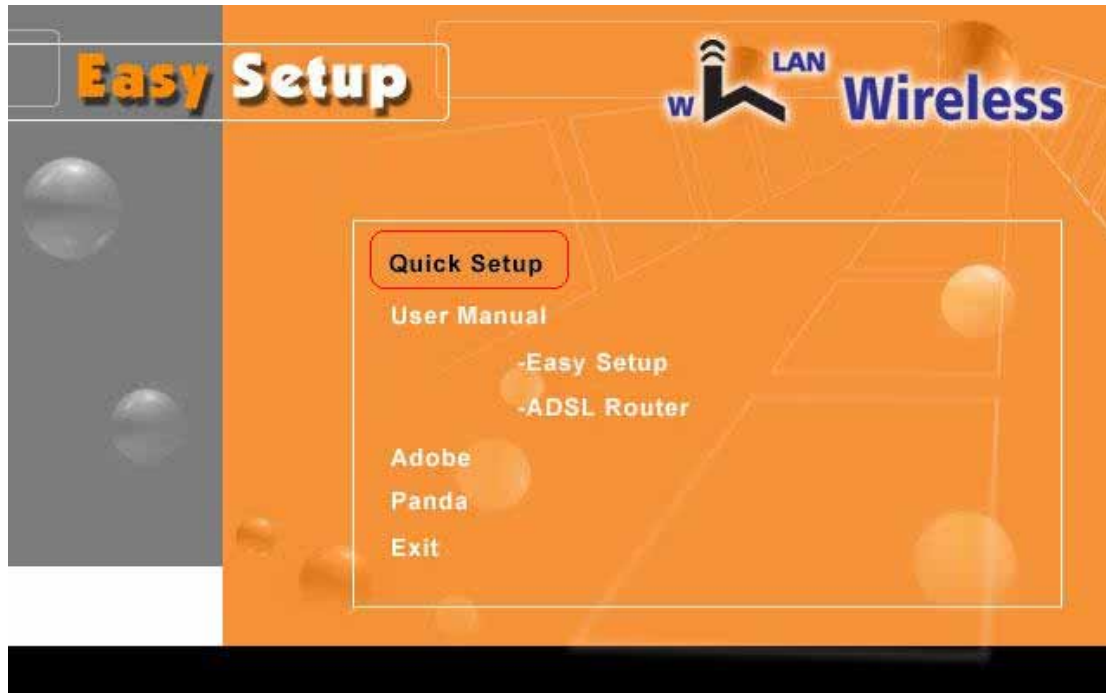 Easy Setup
W LAN Wireless
Quick Setup
User Manual
-Easy Setup
-ADSL Router
Adobe
Panda
Exit